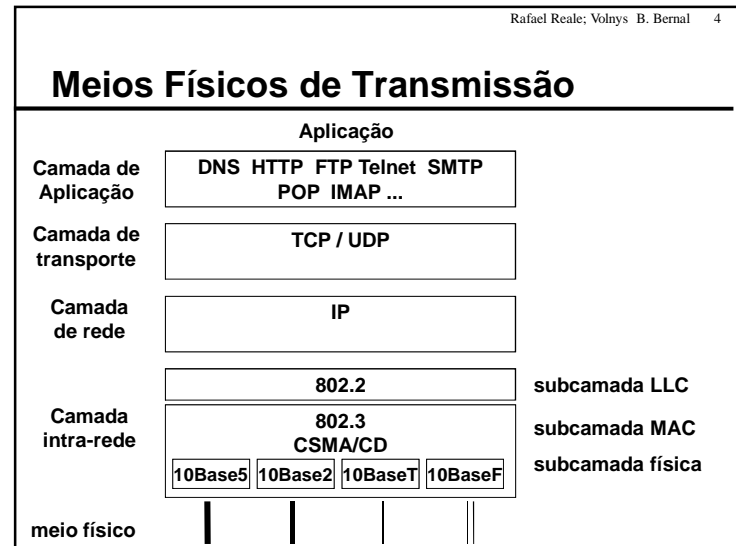 Rafael Reale; Volnys B. Bernal 4
Meios Físicos de Transmissão
Aplicação
Camada de
Aplicação
DNS HTTP FTP Telnet SMTP
POP IMAP ...
Camada de
transporte
TCP / UDP
Camada
de rede
IP
802.2
subcamada LLC
Camada
intra-rede
802.3
CSMA/CD
subcamada MAC
10Base5 10Base2 10BaseT 10BaseF
subcamada física
meio físico